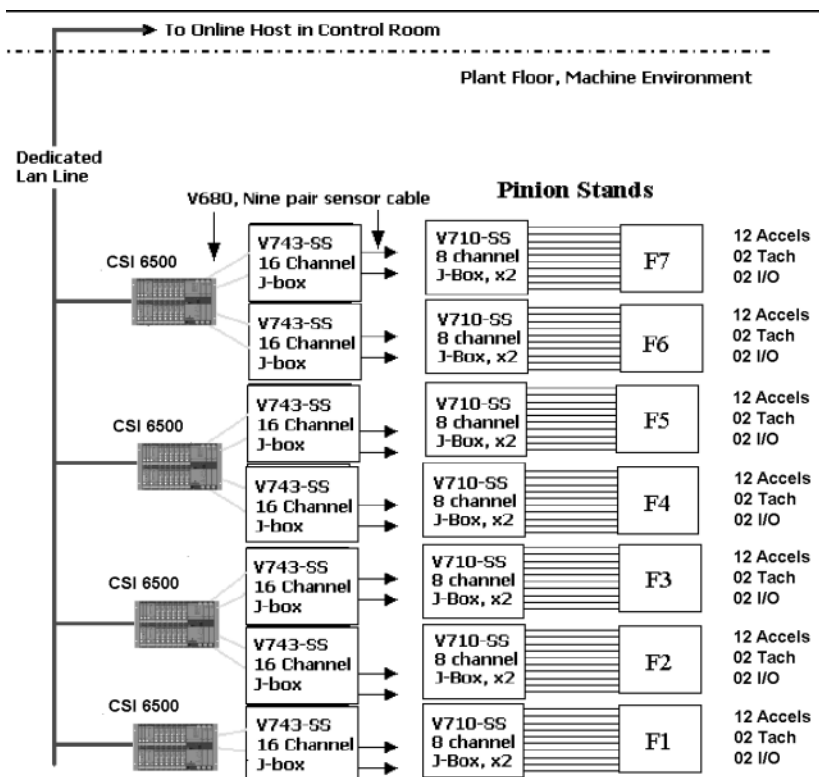 To Online Host in Control Room
Plant Floor, Machine Environment
Dedicated
Lan Line
V680, Nine pair sensor cable
Pinion Stands
CSI 6500
V743-SS
16 Channel
J-box
V710-SS
8 channel
J-Box, x2
F7
12 Accels
02 Tach
02 I/O
V743-SS
16 Channel
J-box
V710-SS
8 channel
J-Box, x2
F6
12 Accels
02 Tach
02 I/O
CSI 6500
V743-SS
16 Channel
J-box
V710-SS
8 channel
J-Box, x2
F5
12 Accels
02 Tach
02 I/O
V743-SS
16 Channel
J-box
V710-SS
8 channel
J-Box, x2
F4
12 Accels
02 Tach
02 I/O
CSI 6500
V743-SS
16 Channel
J-box
V710-SS
8 channel
J-Box, x2
F3
12 Accels
02 Tach
02 I/O
V743-SS
16 Channel
J-box
V710-SS
8 channel
J-Box, x2
F2
12 Accels
02 Tach
02 I/O
CSI 6500
V743-SS
16 Channel
J-box
V710-SS
8 channel
J-Box, x2
F1
12 Accels
02 Tach
02 I/O